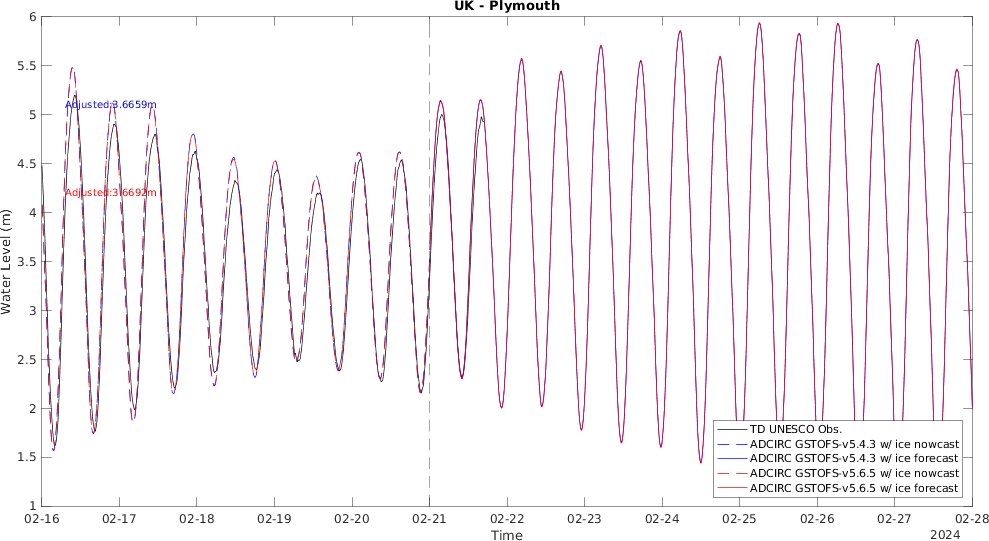 UK - Plymouth
6
5.5
5
4.5
4
3.5
3
2.5
2
1.5
1
Water Level (m)
Adjusted:3.6659m
Adjusted:3.6692m
TD UNESCO Obs.
ADCIRC GSTOFS-v5.4.3 w/ ice nowcast
ADCIRC GSTOFS-v5.4.3 w/ ice forecast
ADCIRC GSTOFS-v5.6.5 w/ ice nowcast
ADCIRC GSTOFS-v5.6.5 w/ ice forecast
02-16 02-17 02-18 02-19 02-20 02-21 02-22 02-23 02-24 02-25 02-26 02-27 02-28
Time 2024